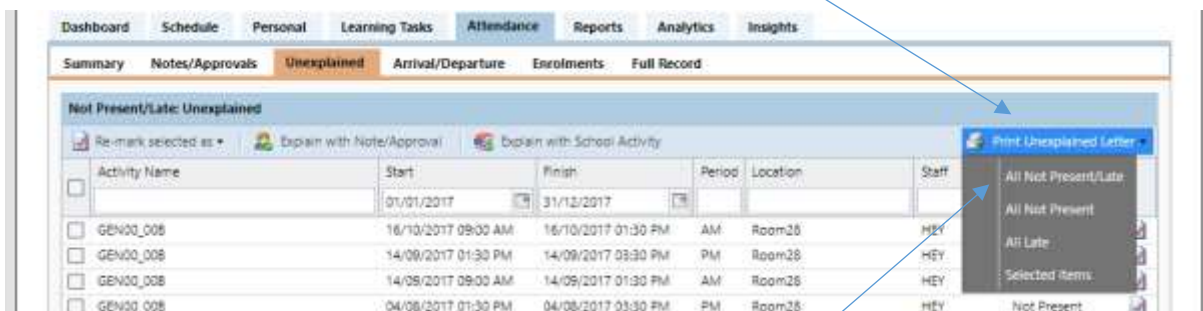 Dashboard Schedule Personal Learning Tasks Attendance Reports Analytics Insights
Summary Notes/Approvals Unexplained Arrival/Departure Enrolments Full Record
Not Present/Late: Unexplained
Re-mark selected as Explain with Note/Approval Explain with School Activity Print Unexplained Letter
Activity Name Start Finish Period Location Staff All Not Present/Late
01/01/2017 31/12/2017 All Not Present
GEN00_00B 16/10/2017 09:00 AM 16/10/2017 01:30 PM AM Room28 HEY All Late
GEN00_00B 14/09/2017 01:30 PM 14/09/2017 03:30 PM PM Room28 HEY
GEN00_00B 14/09/2017 09:00 AM 14/09/2017 01:30 PM AM Room28 HEY Selected items
GEN00_00B 04/08/2017 01:30 PM 04/08/2017 03:30 PM PM Room28 HEY Not Present